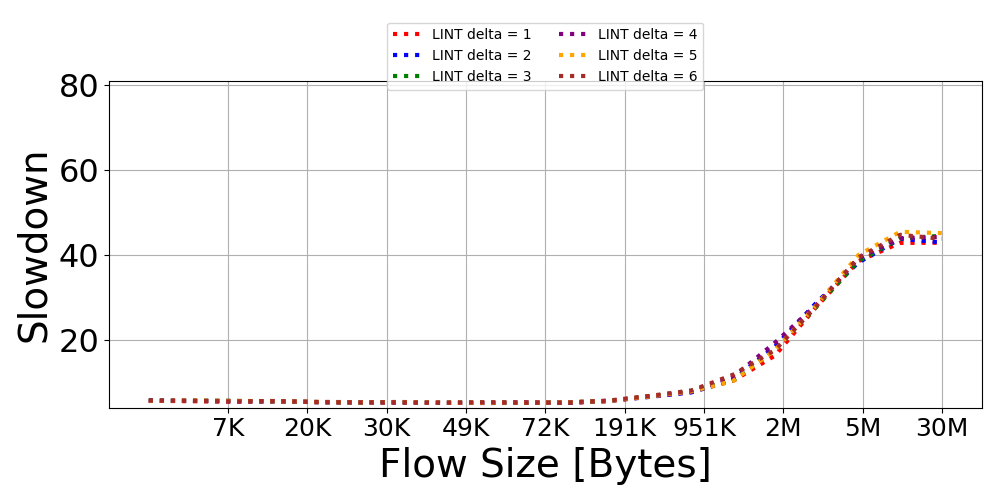 LINT delta = 1
LINT delta = 2
LINT delta = 3
LINT delta = 4
LINT delta = 5
LINT delta = 6
80
60
40
20
Slowdown
7K 20K 30K 49K 72K 191K 951K 2M 5M 30M
Flow Size [Bytes]